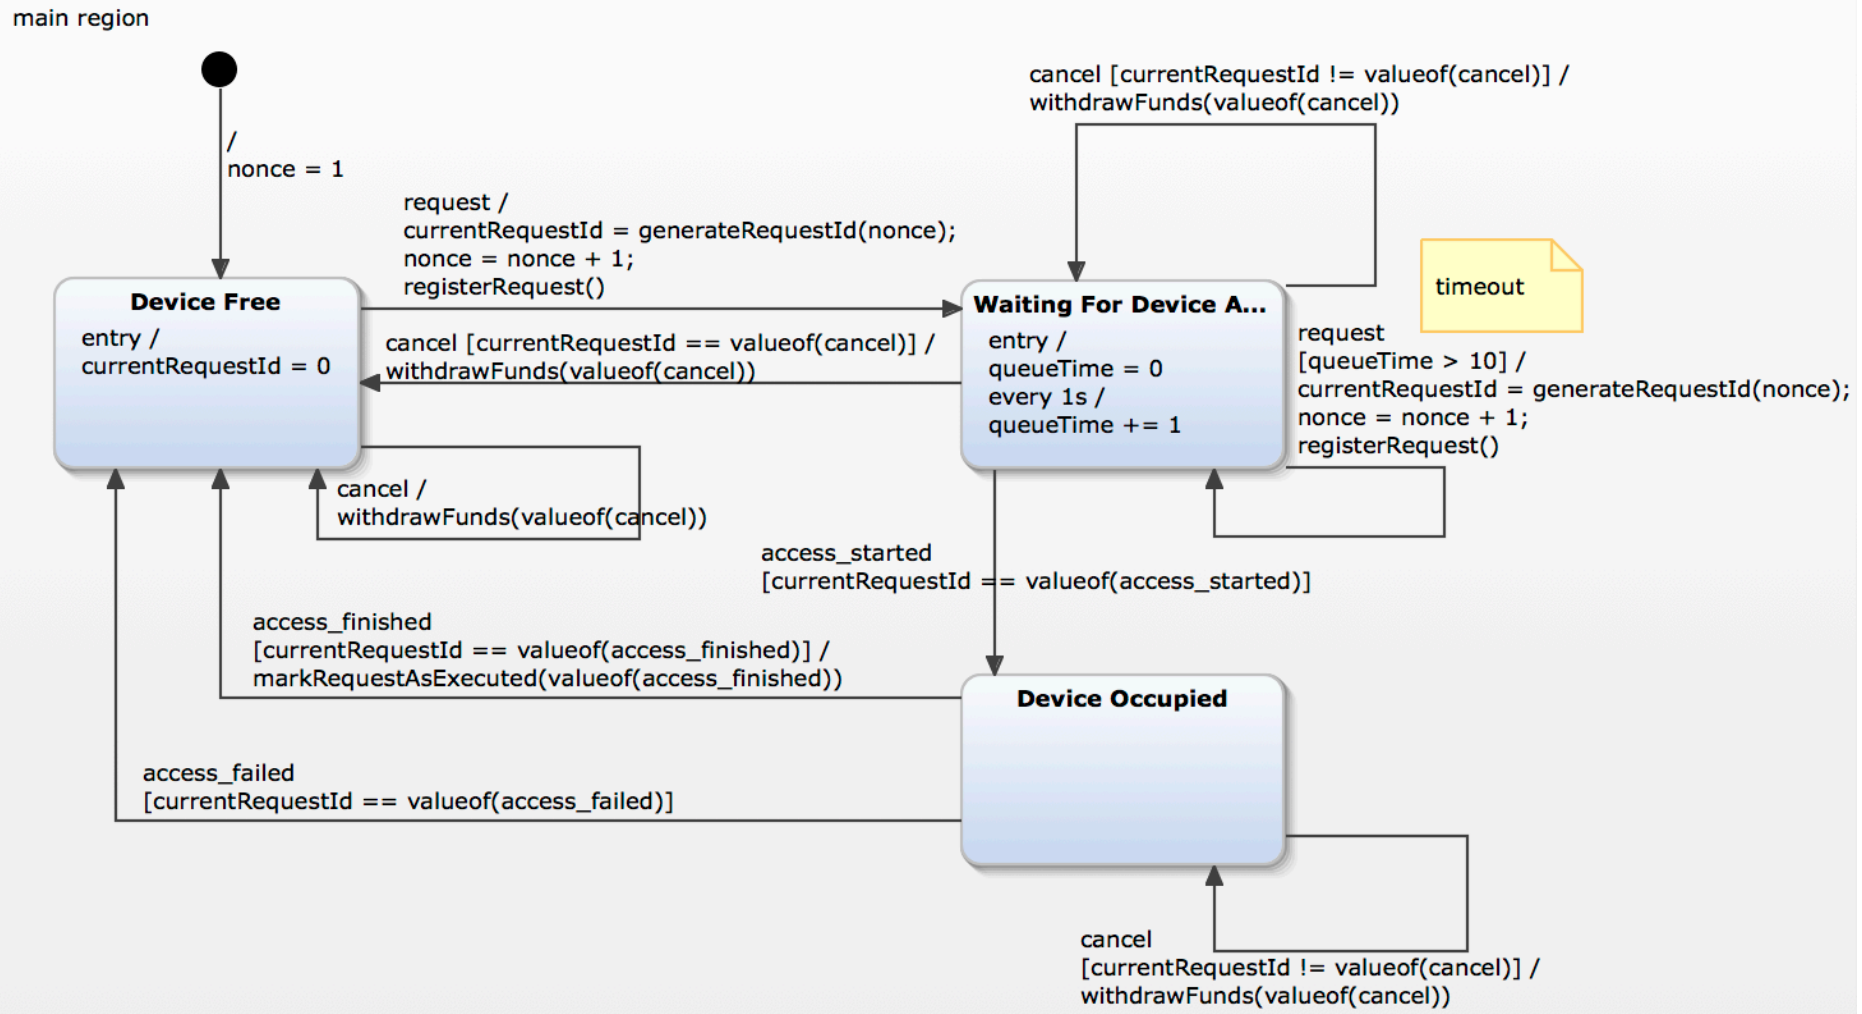 main region
/
nonce = 1
request /
currentRequestId = generateRequestId(nonce);
nonce = nonce + 1;
registerRequest()
cancel [currentRequestId != valueof(cancel)] /
withdrawFunds(valueof(cancel))
timeout
Device Free
entry /
currentRequestId = 0
cancel [currentRequestId == valueof(cancel)] /
withdrawFunds(valueof(cancel))
Waiting For Device A...
entry /
queueTime = 0
every 1s /
queueTime += 1
request
[queueTime > 10] /
currentRequestId = generateRequestId(nonce);
nonce = nonce + 1;
registerRequest()
cancel /
withdrawFunds(valueof(cancel))
access_started
[currentRequestId == valueof(access_started)]
access_finished
[currentRequestId == valueof(access_finished)] /
markRequestAsExecuted(valueof(access_finished))
Device Occupied
access_failed
[currentRequestId == valueof(access_failed)]
cancel
[currentRequestId != valueof(cancel)] /
withdrawFunds(valueof(cancel))